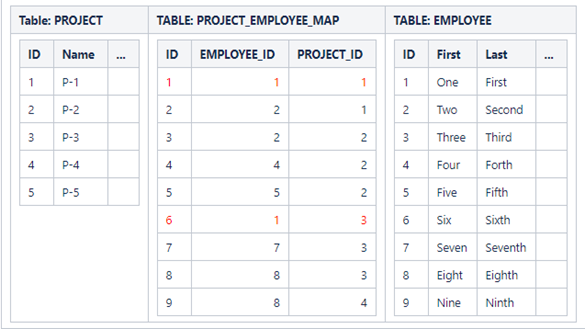 Table: PROJECT TABLE: PROJECT_EMPLOYEE_MAP TABLE: EMPLOYEE
ID Name ... ID EMPLOYEE_ID PROJECT_ID ID First Last ...
1 P-1 1 1 1 1 One First
2 P-2 2 2 1 2 Two Second
3 P-3 3 2 2 3 Three Third
4 P-4 4 4 2 4 Four Forth
5 P-5 5 5 2 5 Five Fifth
6 1 3 6 Six Sixth
7 7 3 7 Seven Seventh
8 8 3 8 Eight Eighth
9 8 4 9 Nine Ninth